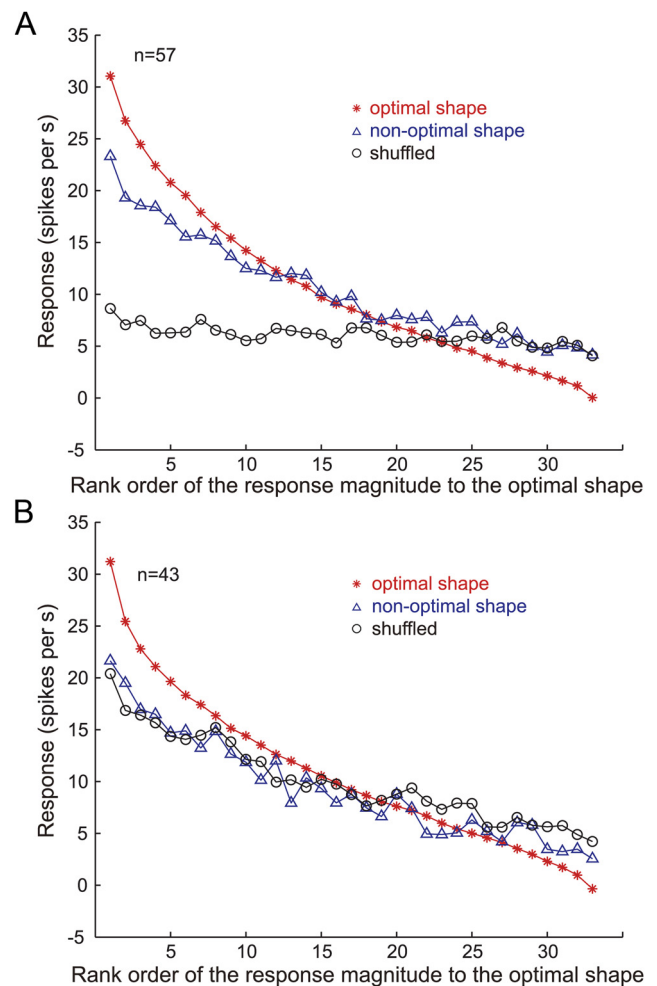 A
35
30
25
20
15
10
5
0
-5
Response (spikes per s)
n=57
optimal shape
non-optimal shape
shuffled
5 10 15 20 25 30
Rank order of the response magnitude to the optimal shape
B
35
30
25
20
15
10
5
0
-5
Response (spikes per s)
n=43
optimal shape
non-optimal shape
shuffled
5 10 15 20 25 30
Rank order of the response magnitude to the optimal shape